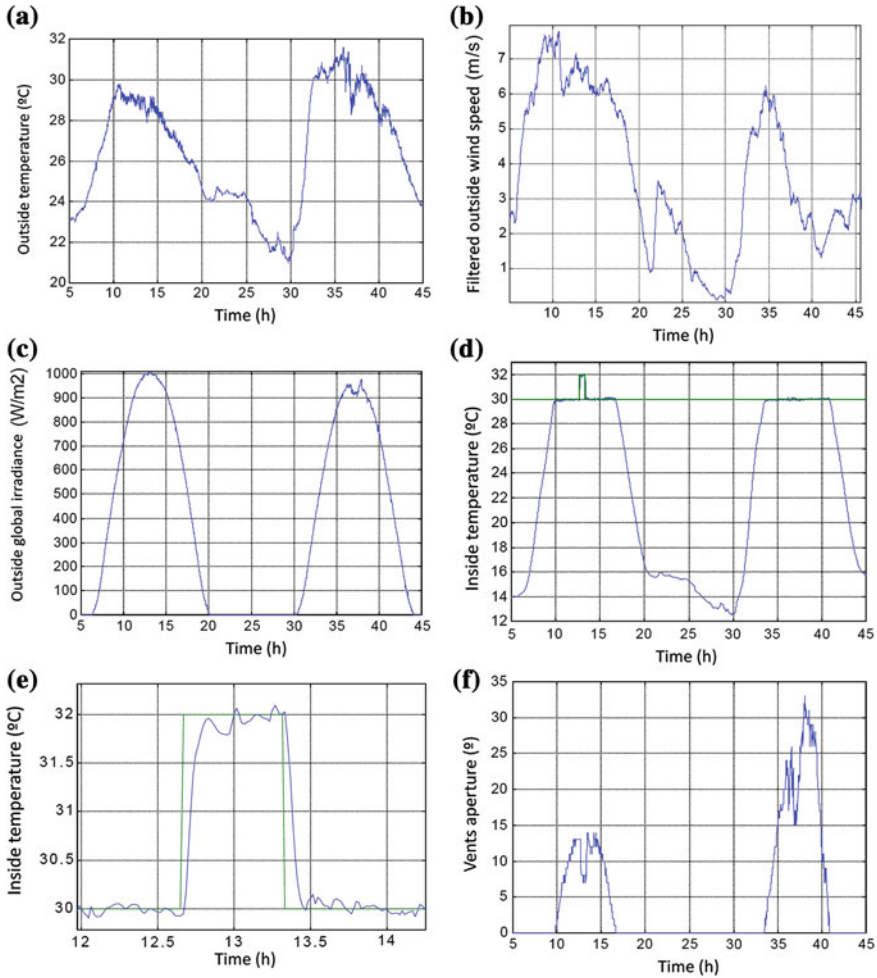 (a)
Outside temperature (ºC)
32
30
28
26
24
22
20
5 10 15 20 25 30 35 40 45
Time (h)
(b)
Filtered outside wind speed (m/s)
7
6
5
4
3
2
1
10 15 20 25 30 35 40 45
Time (h)
(c)
Outside global irradiance (W/m2)
1000
900
800
700
600
500
400
300
200
100
0
5 10 15 20 25 30 35 40 45
Time (h)
(d)
Inside temperature (ºC)
32
30
28
26
24
22
20
18
16
14
12
5 10 15 20 25 30 35 40 45
Time (h)
(e)
Inside temperature (ºC)
32
31.5
31
30.5
30
12 12.5 13 13.5 14
Time (h)
(f)
Vents aperture (º)
35
30
25
20
15
10
5
0
5 10 15 20 25 30 35 40 45
Time (h)